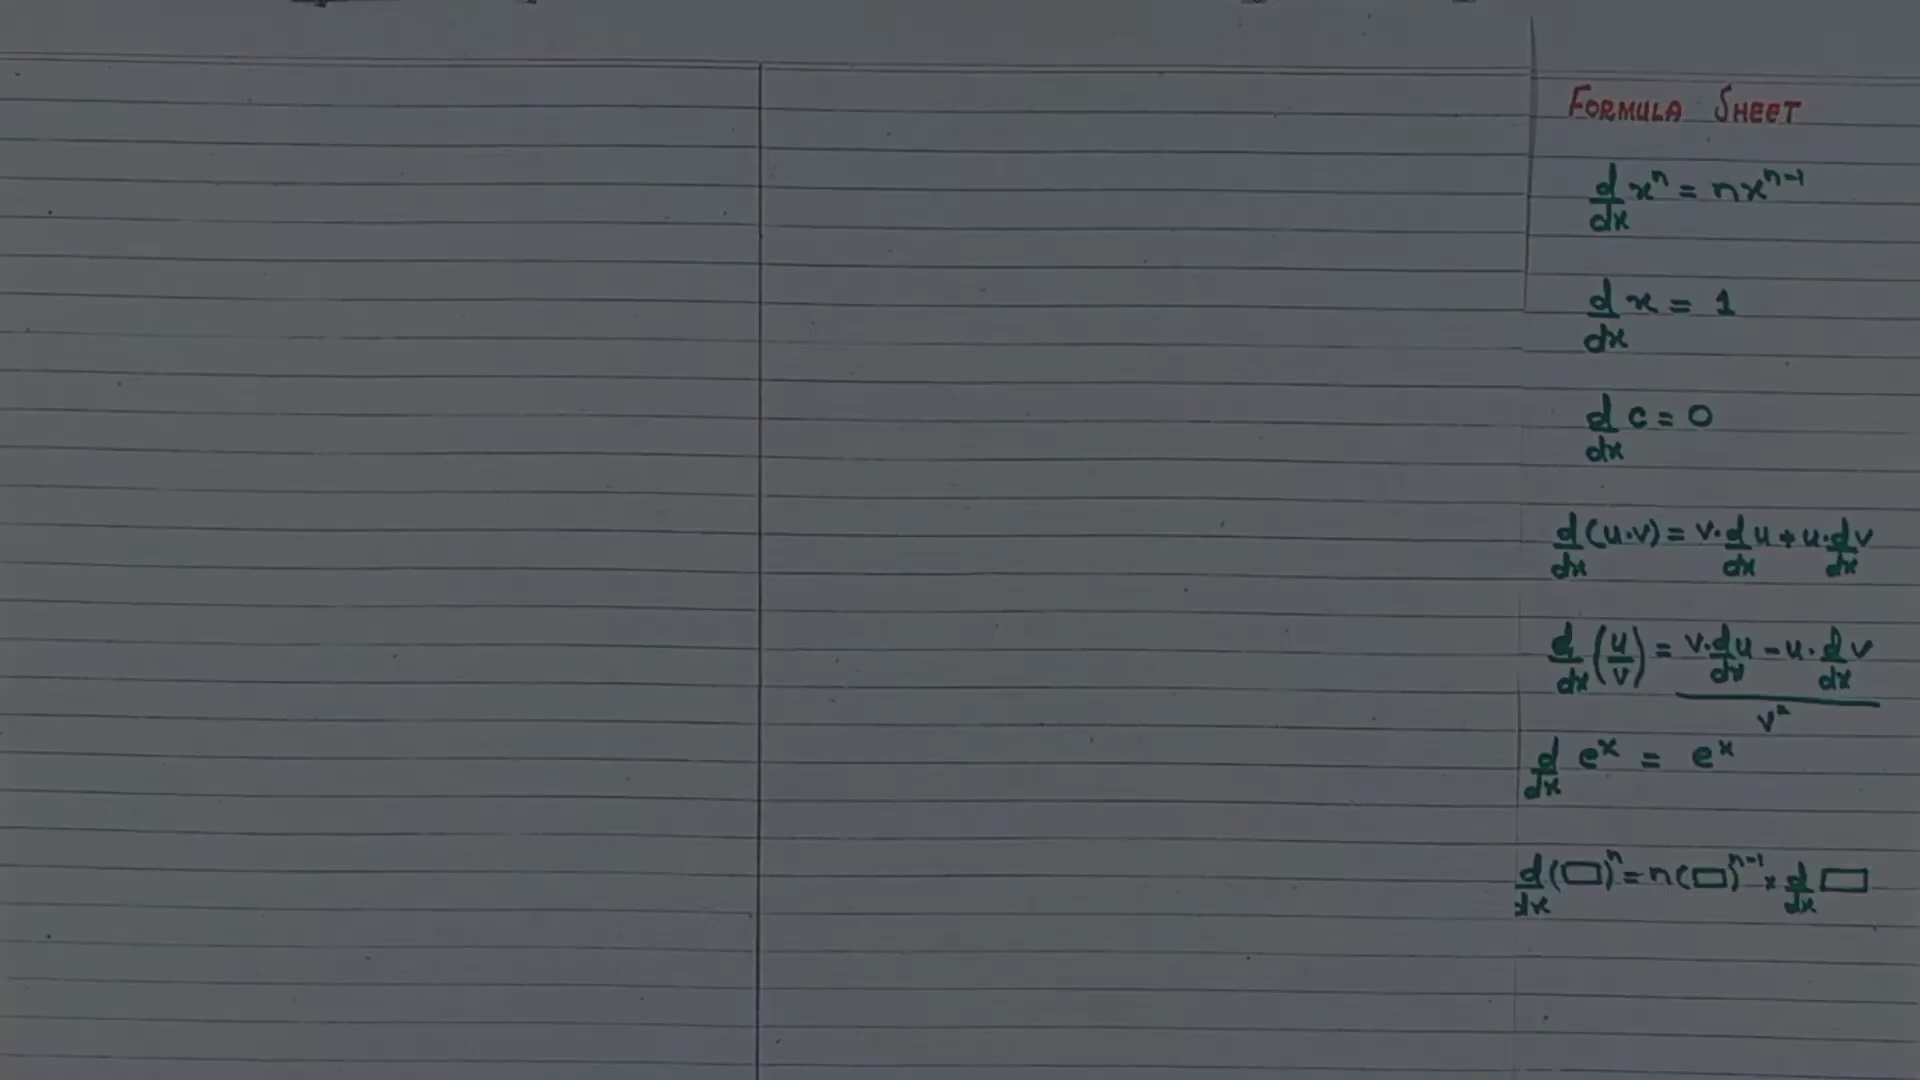 FORMULA SHEET
d/dx xⁿ = nxⁿ⁻¹
d/dx x = 1
d/dx c = 0
d/dx (u·v) = v·d/dx u + u·d/dx v
d/dx (u/v) = (v·du/dx - u·d/dx v)/v²
d/dx eˣ = eˣ
d/dx (▭)ⁿ = n(▭)ⁿ⁻¹ × d/dx ▭